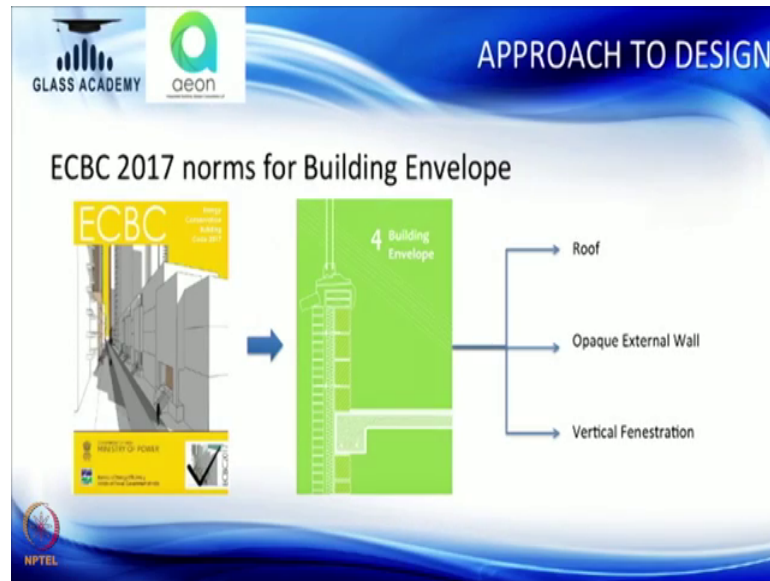 GLASS ACADEMY
aeon
APPROACH TO DESIGN
ECBC 2017 norms for Building Envelope
ECBC
Energy
Conservation
Building
Code 2017
MINISTRY OF POWER
4 Building
Envelope
Roof
Opaque External Wall
Vertical Fenestration
NPTEL